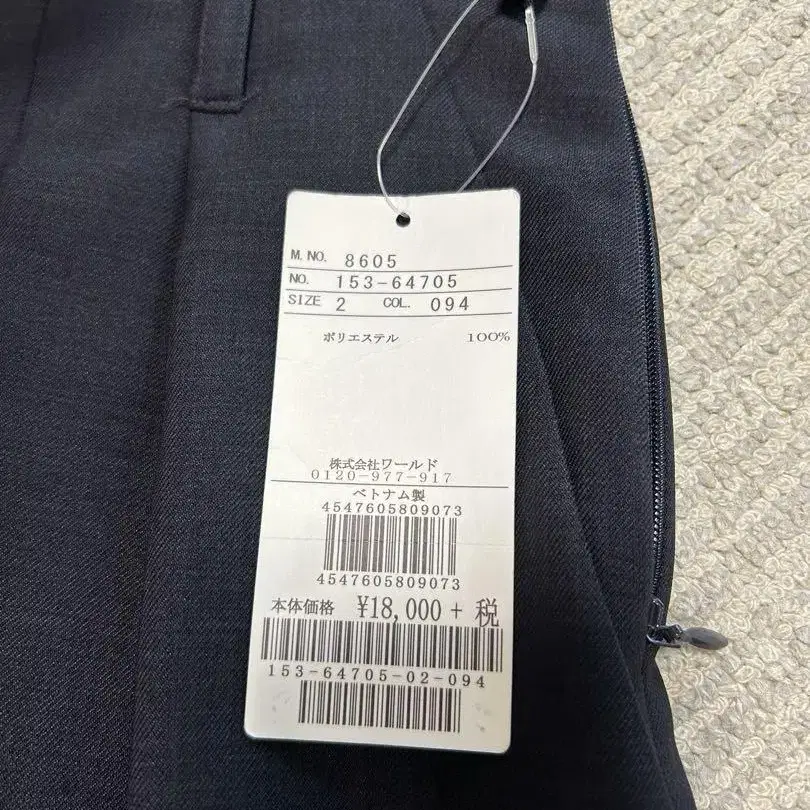 M.NO. 8605
NO. 153-64705
SIZE 2 COL. 094
ポリエステル 100%
株式会社ワールド
0120-977-917
ベトナム製
4547605809073
4547605809073
本体価格 ¥18,000 + 税
153-64705-02-094